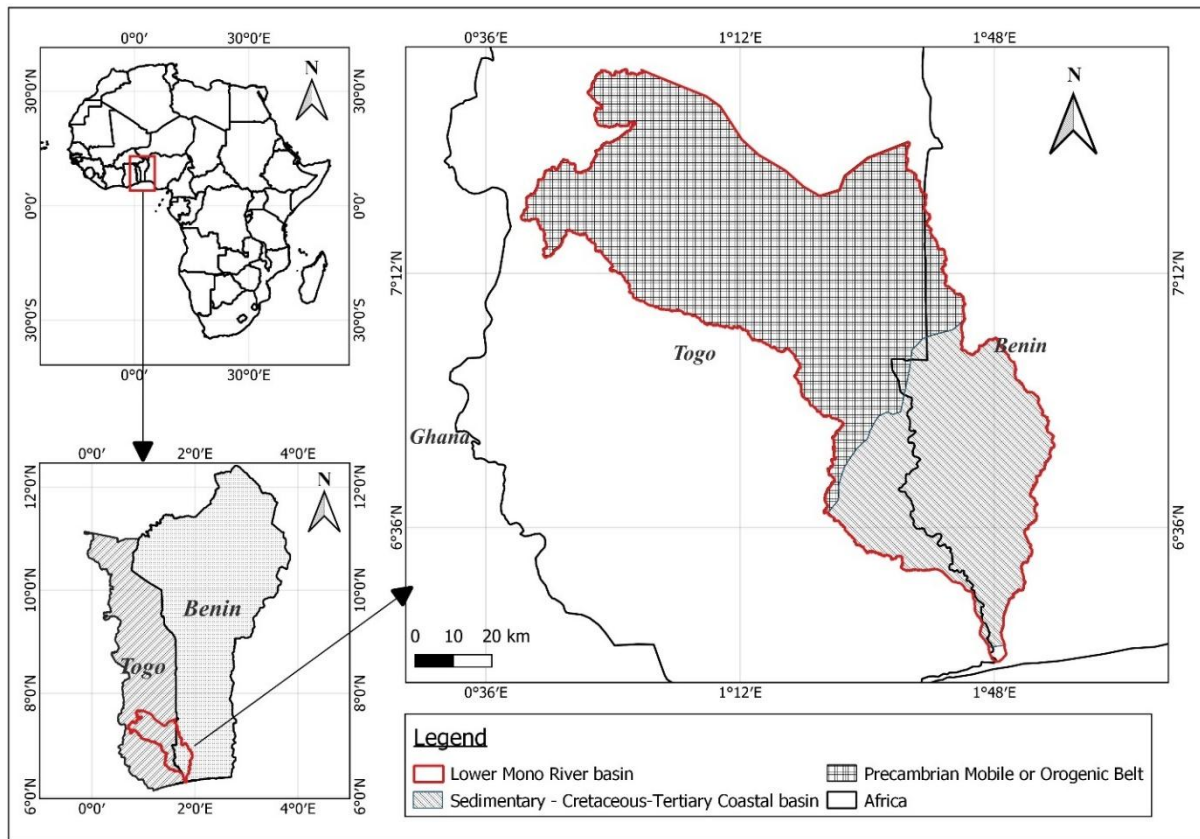 0°0′ 30°0′E
N
30°0′N 30°0′N
0°0′ 0°0′
30°0′S 30°0′S
0°0′ 30°0′E
0°0′ 2°0′E 4°0′E
N
12°0′N 12°0′N
10°0′N 10°0′N
Benin
Togo
8°0′N 8°0′N
6°0′N 6°0′N
0°0′ 2°0′E 4°0′E
0°36′E 1°12′E 1°48′E
N
7°12′N 7°12′N
Togo Benin
Ghana
6°36′N 6°36′N
0 10 20 km
0°36′E 1°12′E 1°48′E
Legend
Lower Mono River basin Precambrian Mobile or Orogenic Belt
Sedimentary - Cretaceous-Tertiary Coastal basin Africa